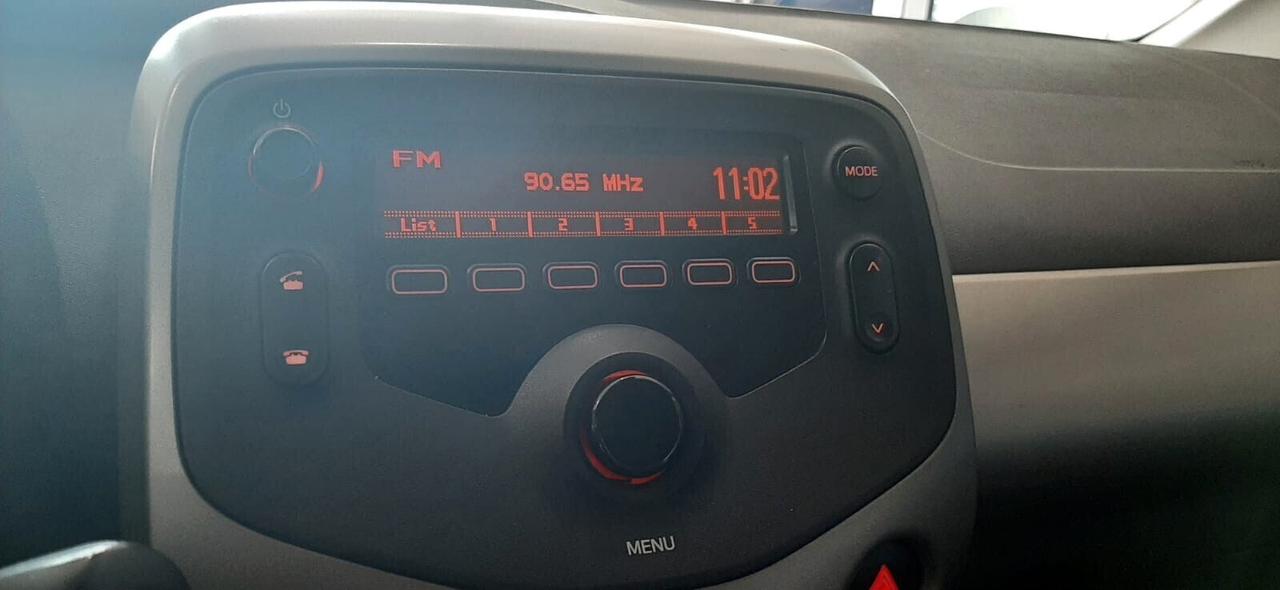 FM
90.65 MHz
11:02
MODE
List 1 2 3 4 5
MENU